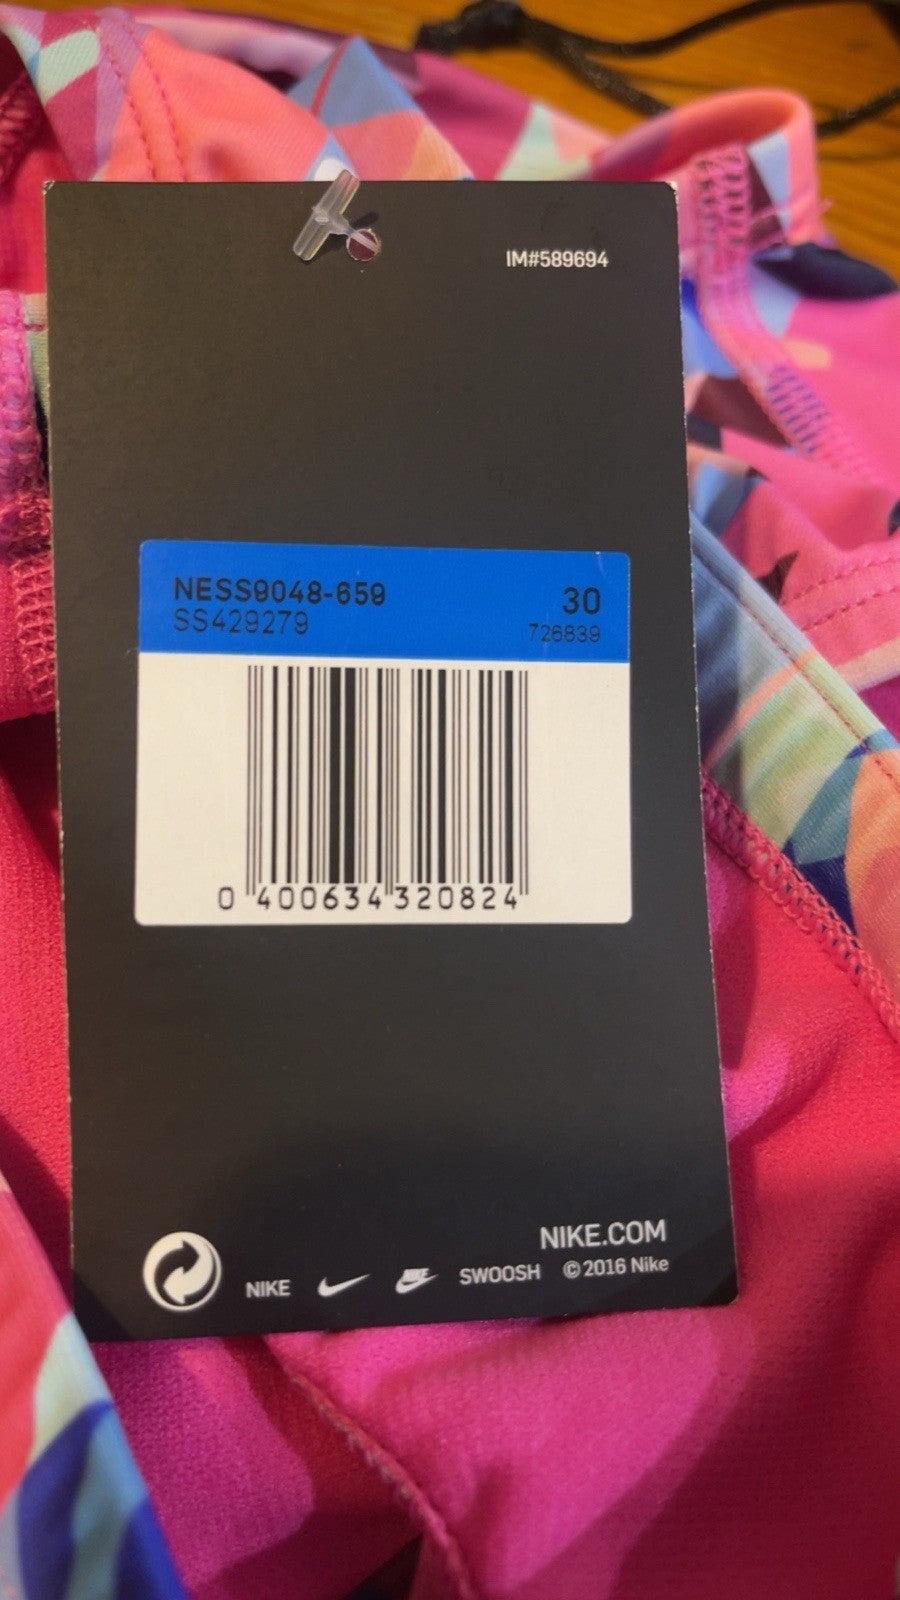 IM#589694
NESS9048-659 30
SS429279 726839
0 400634 320824
NIKE.COM
NIKE SWOOSH © 2016 Nike